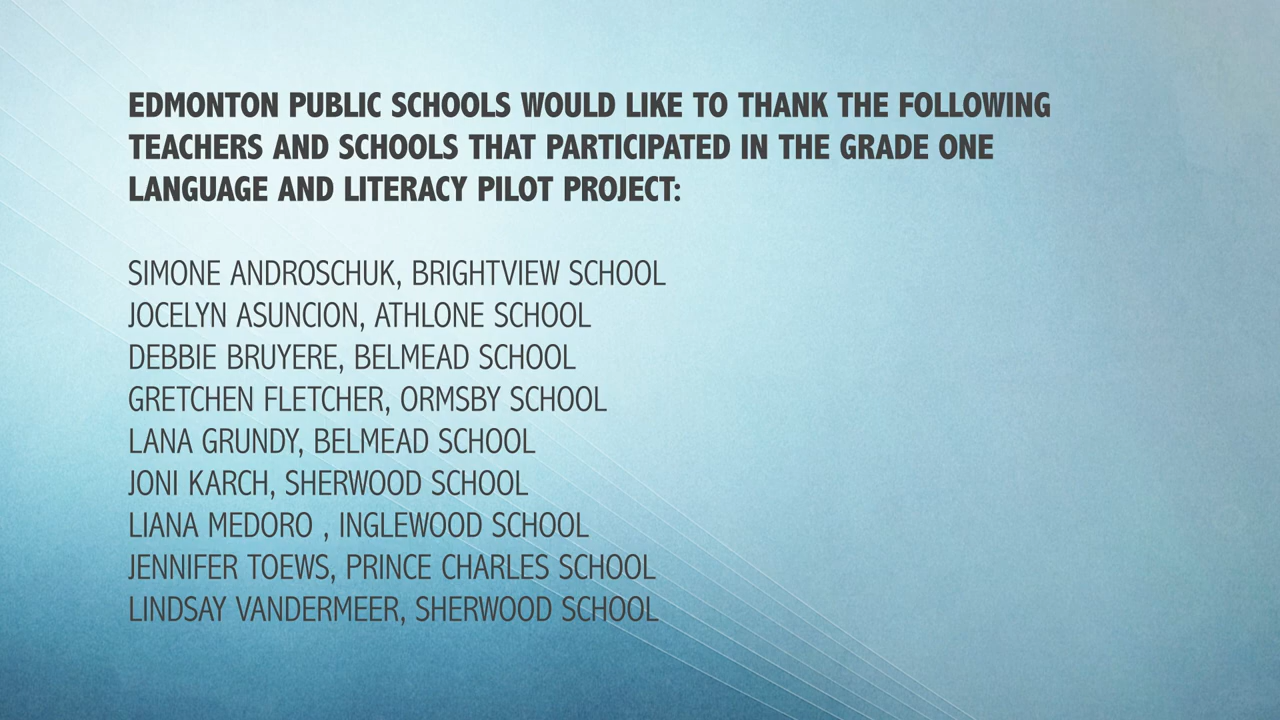 EDMONTON PUBLIC SCHOOLS WOULD LIKE TO THANK THE FOLLOWING
TEACHERS AND SCHOOLS THAT PARTICIPATED IN THE GRADE ONE
LANGUAGE AND LITERACY PILOT PROJECT:
SIMONE ANDROSCHUK, BRIGHTVIEW SCHOOL
JOCELYN ASUNCION, ATHLONE SCHOOL
DEBBIE BRUYERE, BELMEAD SCHOOL
GRETCHEN FLETCHER, ORMSBY SCHOOL
LANA GRUNDY, BELMEAD SCHOOL
JONI KARCH, SHERWOOD SCHOOL
LIANA MEDORO , INGLEWOOD SCHOOL
JENNIFER TOEWS, PRINCE CHARLES SCHOOL
LINDSAY VANDERMEER, SHERWOOD SCHOOL